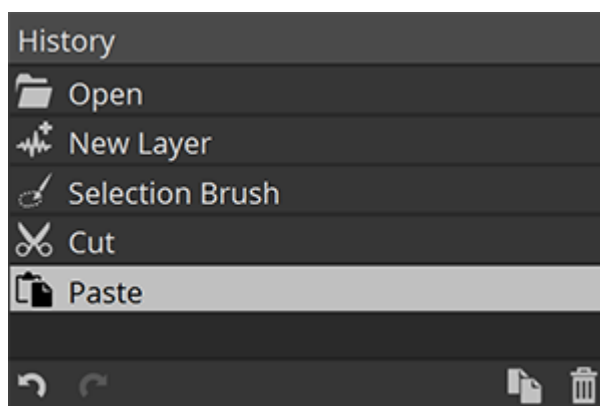 History
Open
New Layer
Selection Brush
Cut
Paste